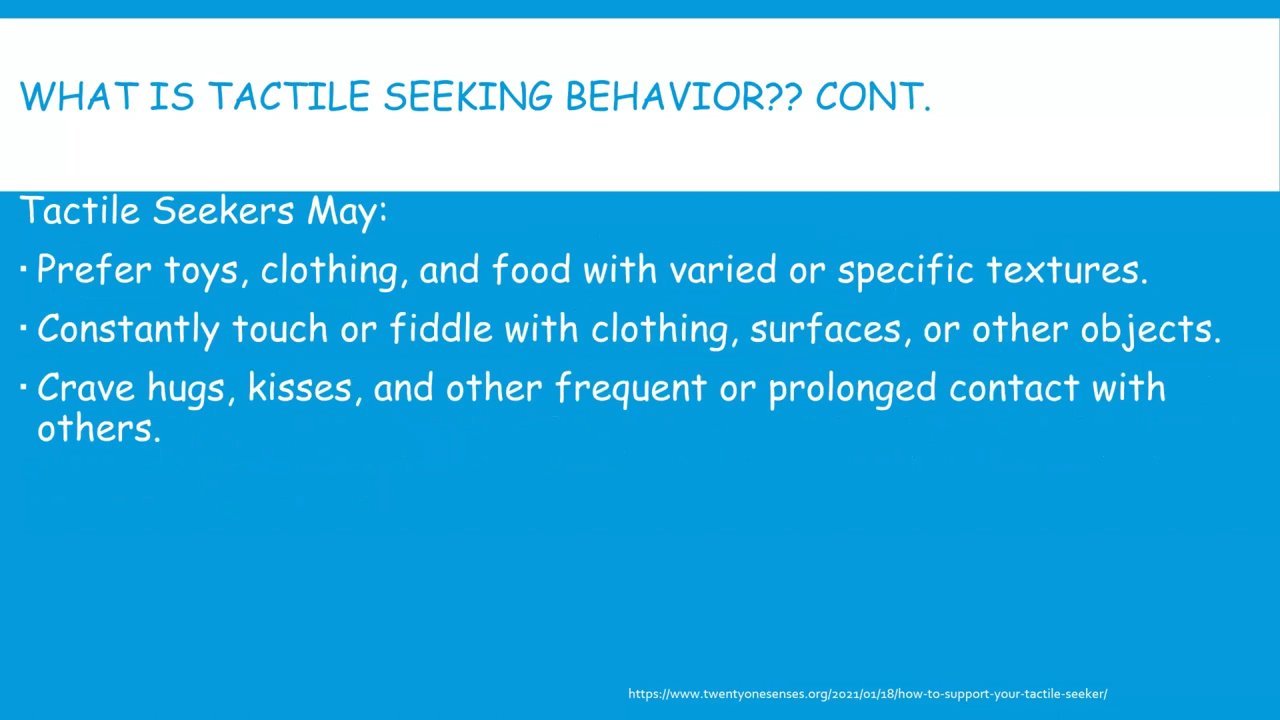 WHAT IS TACTILE SEEKING BEHAVIOR?? CONT.
Tactile Seekers May:
▪ Prefer toys, clothing, and food with varied or specific textures.
▪ Constantly touch or fiddle with clothing, surfaces, or other objects.
▪ Crave hugs, kisses, and other frequent or prolonged contact with
others.
https://www.twentyonesenses.org/2021/01/18/how-to-support-your-tactile-seeker/